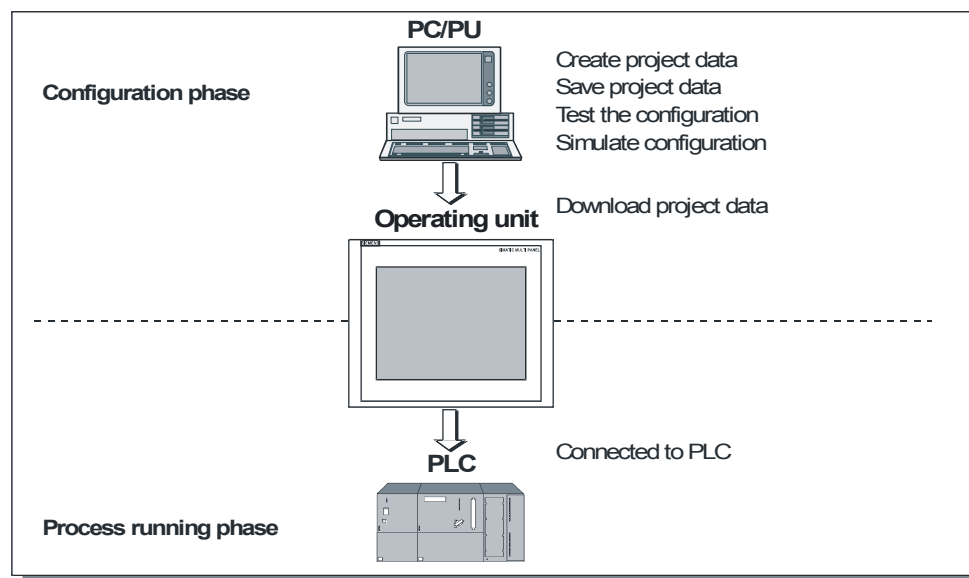 PC/PU
Configuration phase
Create project data
Save project data
Test the configuration
Simulate configuration
Download project data
Operating unit
SIEMENS
SIMATIC MULTI PANEL
Connected to PLC
PLC
Process running phase